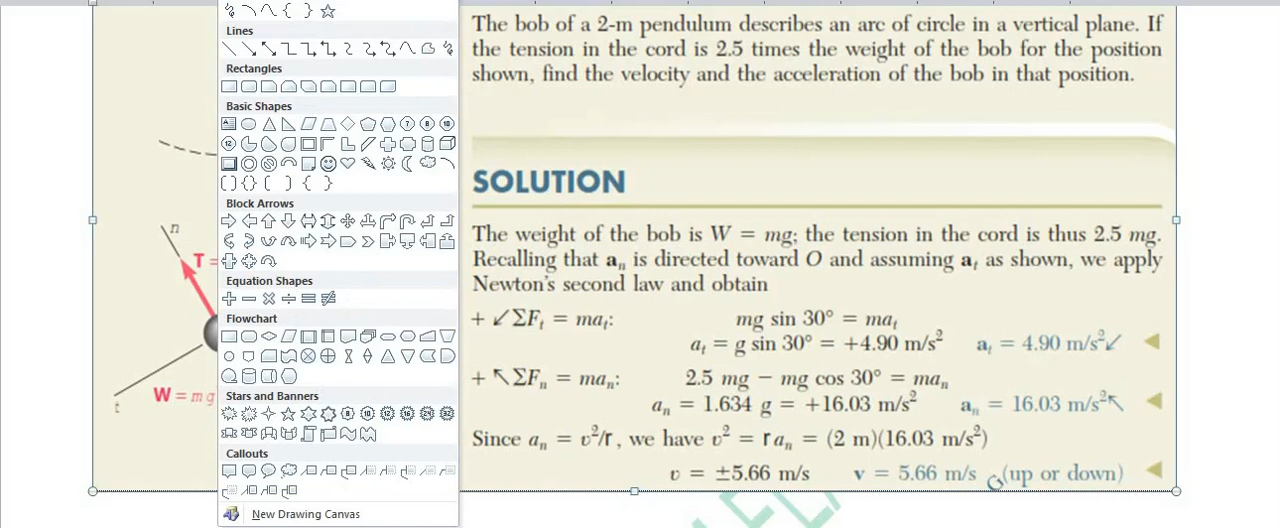 The bob of a 2-m pendulum describes an arc of circle in a vertical plane. If
the tension in the cord is 2.5 times the weight of the bob for the position
shown, find the velocity and the acceleration of the bob in that position.
Lines
Rectangles
Basic Shapes
Block Arrows
Equation Shapes
Flowchart
Stars and Banners
Callouts
New Drawing Canvas
n
T =
W = mg
t
SOLUTION
The weight of the bob is W = mg; the tension in the cord is thus 2.5 mg.
Recalling that aₙ is directed toward O and assuming aₜ as shown, we apply
Newton's second law and obtain
+ ↙ΣFₜ = maₜ: mg sin 30° = maₜ
aₜ = g sin 30° = +4.90 m/s² aₜ = 4.90 m/s²↙
+ ↖ΣFₙ = maₙ: 2.5 mg − mg cos 30° = maₙ
aₙ = 1.634 g = +16.03 m/s² aₙ = 16.03 m/s²↖
Since aₙ = v²/r, we have v² = raₙ = (2 m)(16.03 m/s²)
v = ±5.66 m/s v = 5.66 m/s (up or down)